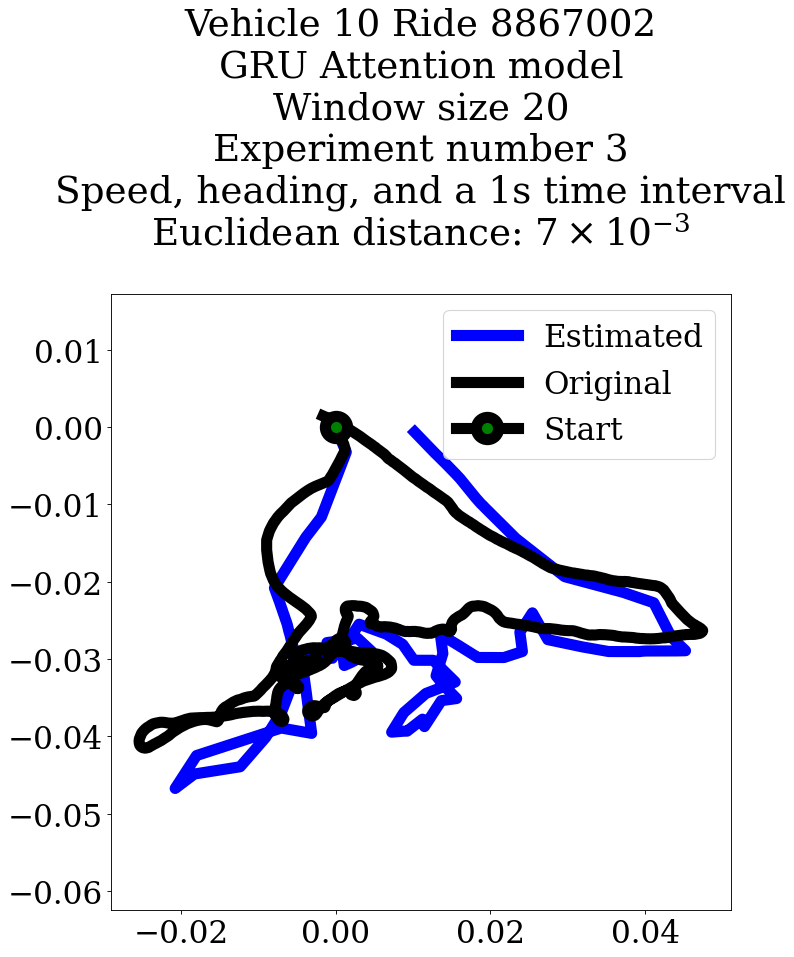 Vehicle 10 Ride 8867002
GRU Attention model
Window size 20
Experiment number 3
Speed, heading, and a 1s time interval
Euclidean distance: 7 × 10⁻³
Estimated
Original
Start
0.01
0.00
−0.01
−0.02
−0.03
−0.04
−0.05
−0.06
−0.02 0.00 0.02 0.04